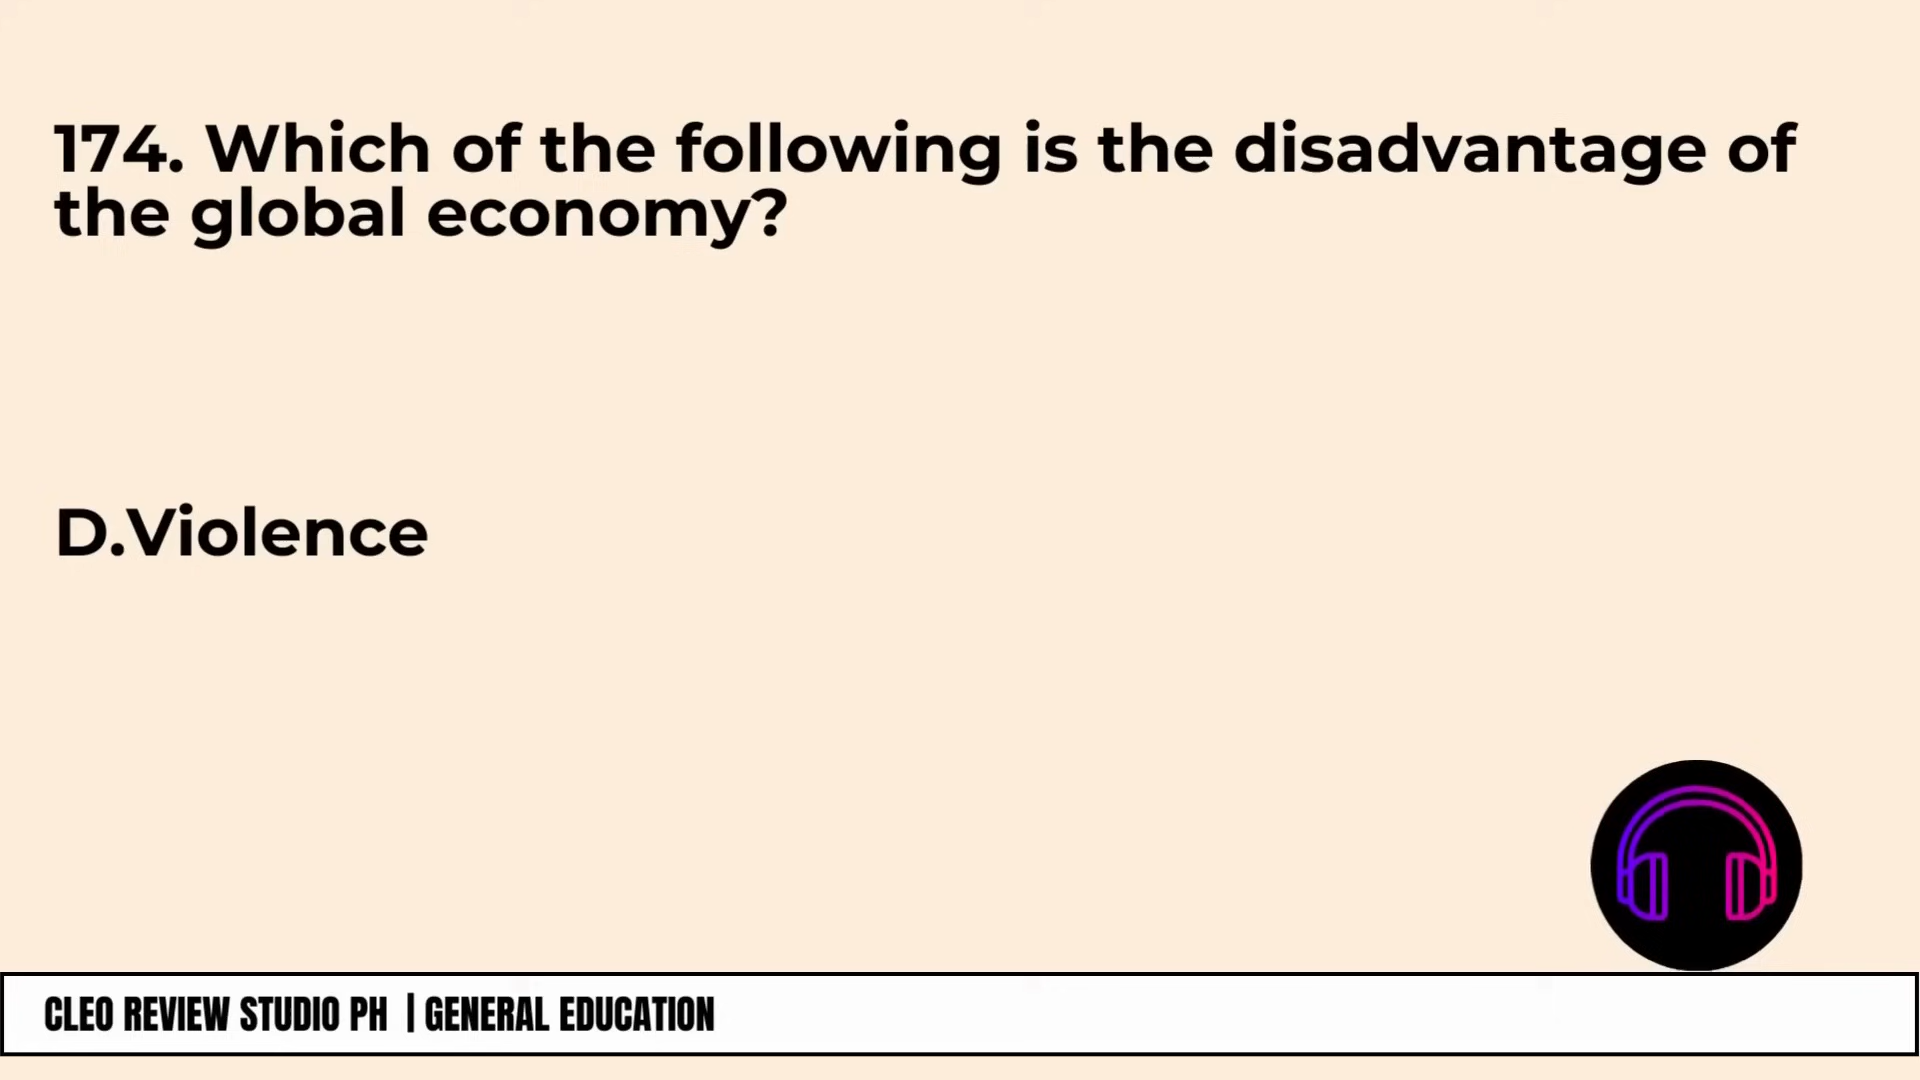 174. Which of the following is the disadvantage of
the global economy?
D.Violence
CLEO REVIEW STUDIO PH | GENERAL EDUCATION